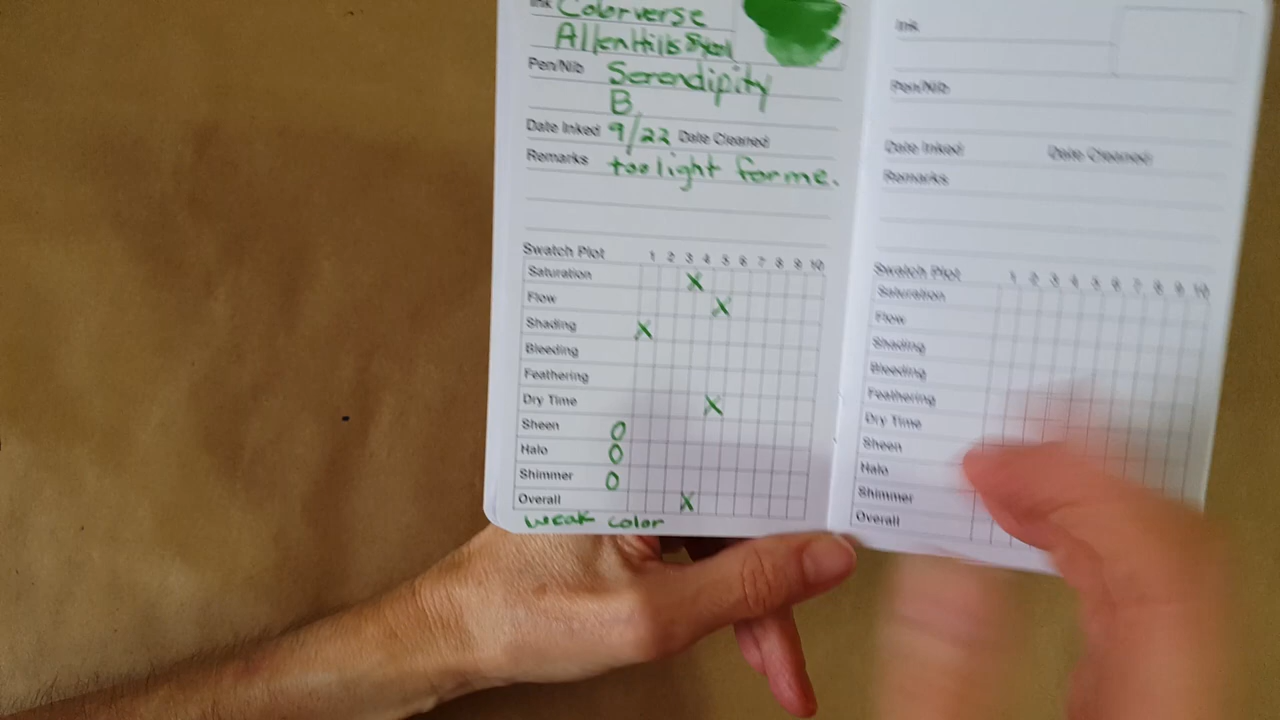 Ink Colorverse
Allen Hills
Pen/Nib Serendipity
B.
Date Inked 9/22 Date Cleaned
Remarks too light for me.
Swatch Plot 1 2 3 4 5 6 7 8 9 10
Saturation X
Flow X
Shading X
Bleeding
Feathering
Dry Time X
Sheen 0
Halo 0
Shimmer 0
Overall X
weak color
Ink
Pen/Nib
Date Inked Date Cleaned
Remarks
Swatch Plot 1 2 3 4 5 6 7 8 9 10
Saturation
Flow
Shading
Bleeding
Feathering
Dry Time
Sheen
Halo
Shimmer
Overall